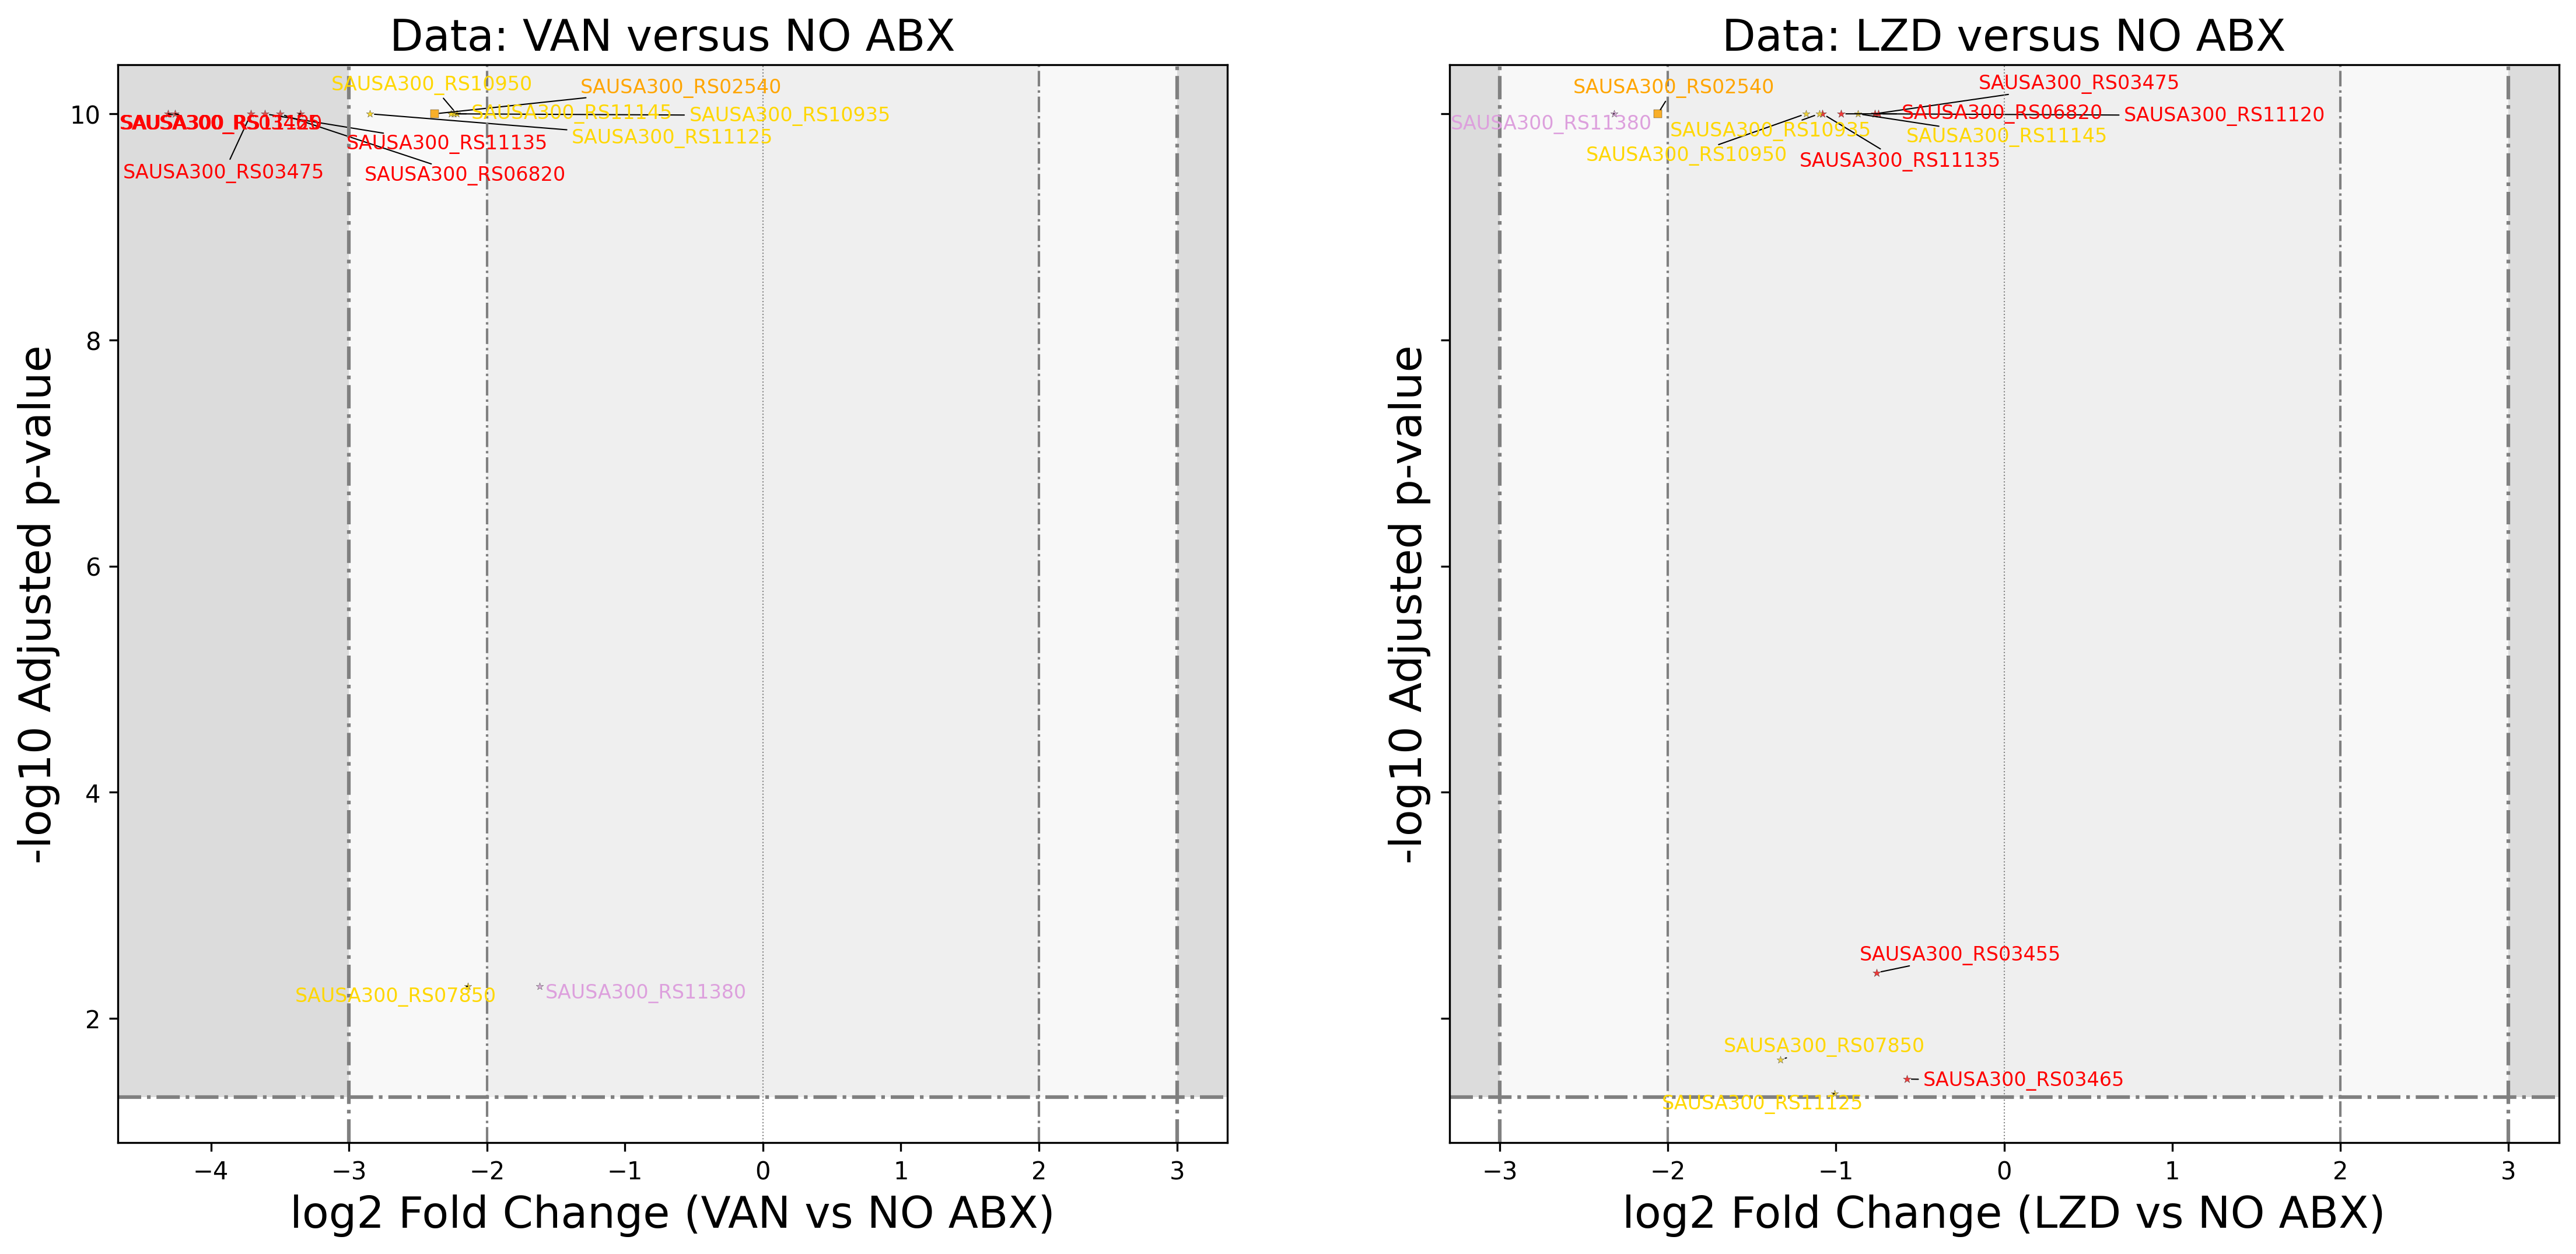 Data: VAN versus NO ABX
SAUSA300_RS10950
SAUSA300_RS02540
SAUSA300_RS11145
SAUSA300_RS10935
SAUSA300_RS11125
SAUSA300_RS11135
SAUSA300_RS03475
SAUSA300_RS06820
SAUSA300_RS07850
SAUSA300_RS11380
10
8
6
4
2
−4
−3
−2
−1
0
1
2
3
-log10 Adjusted p-value
log2 Fold Change (VAN vs NO ABX)
Data: LZD versus NO ABX
SAUSA300_RS03475
SAUSA300_RS02540
SAUSA300_RS06820
SAUSA300_RS11120
SAUSA300_RS11380
SAUSA300_RS10935
SAUSA300_RS11145
SAUSA300_RS10950
SAUSA300_RS11135
SAUSA300_RS03455
SAUSA300_RS07850
SAUSA300_RS03465
SAUSA300_RS11125
−3
−2
−1
0
1
2
3
-log10 Adjusted p-value
log2 Fold Change (LZD vs NO ABX)